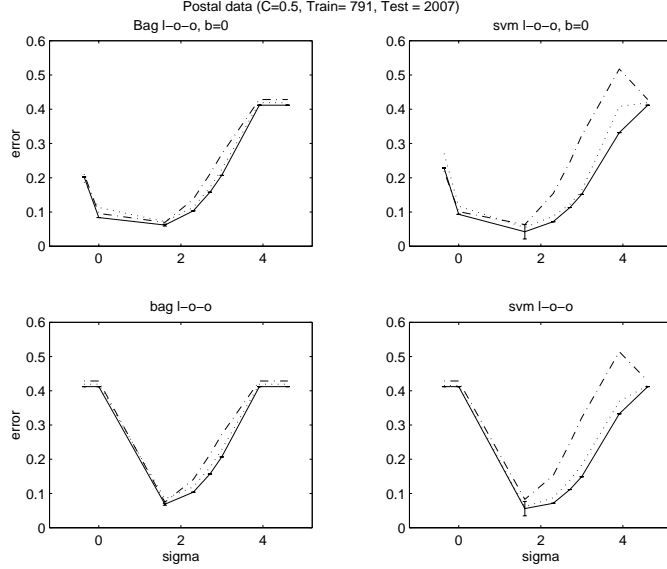 Postal data (C=0.5, Train= 791, Test = 2007)
Bag l−o−o, b=0
svm l−o−o, b=0
0.6
0.5
0.4
0.3
0.2
0.1
0
error
0 2 4
0.6
0.5
0.4
0.3
0.2
0.1
0
0 2 4
bag l−o−o
svm l−o−o
0.6
0.5
0.4
0.3
0.2
0.1
0
error
0 2 4
sigma
0.6
0.5
0.4
0.3
0.2
0.1
0
0 2 4
sigma